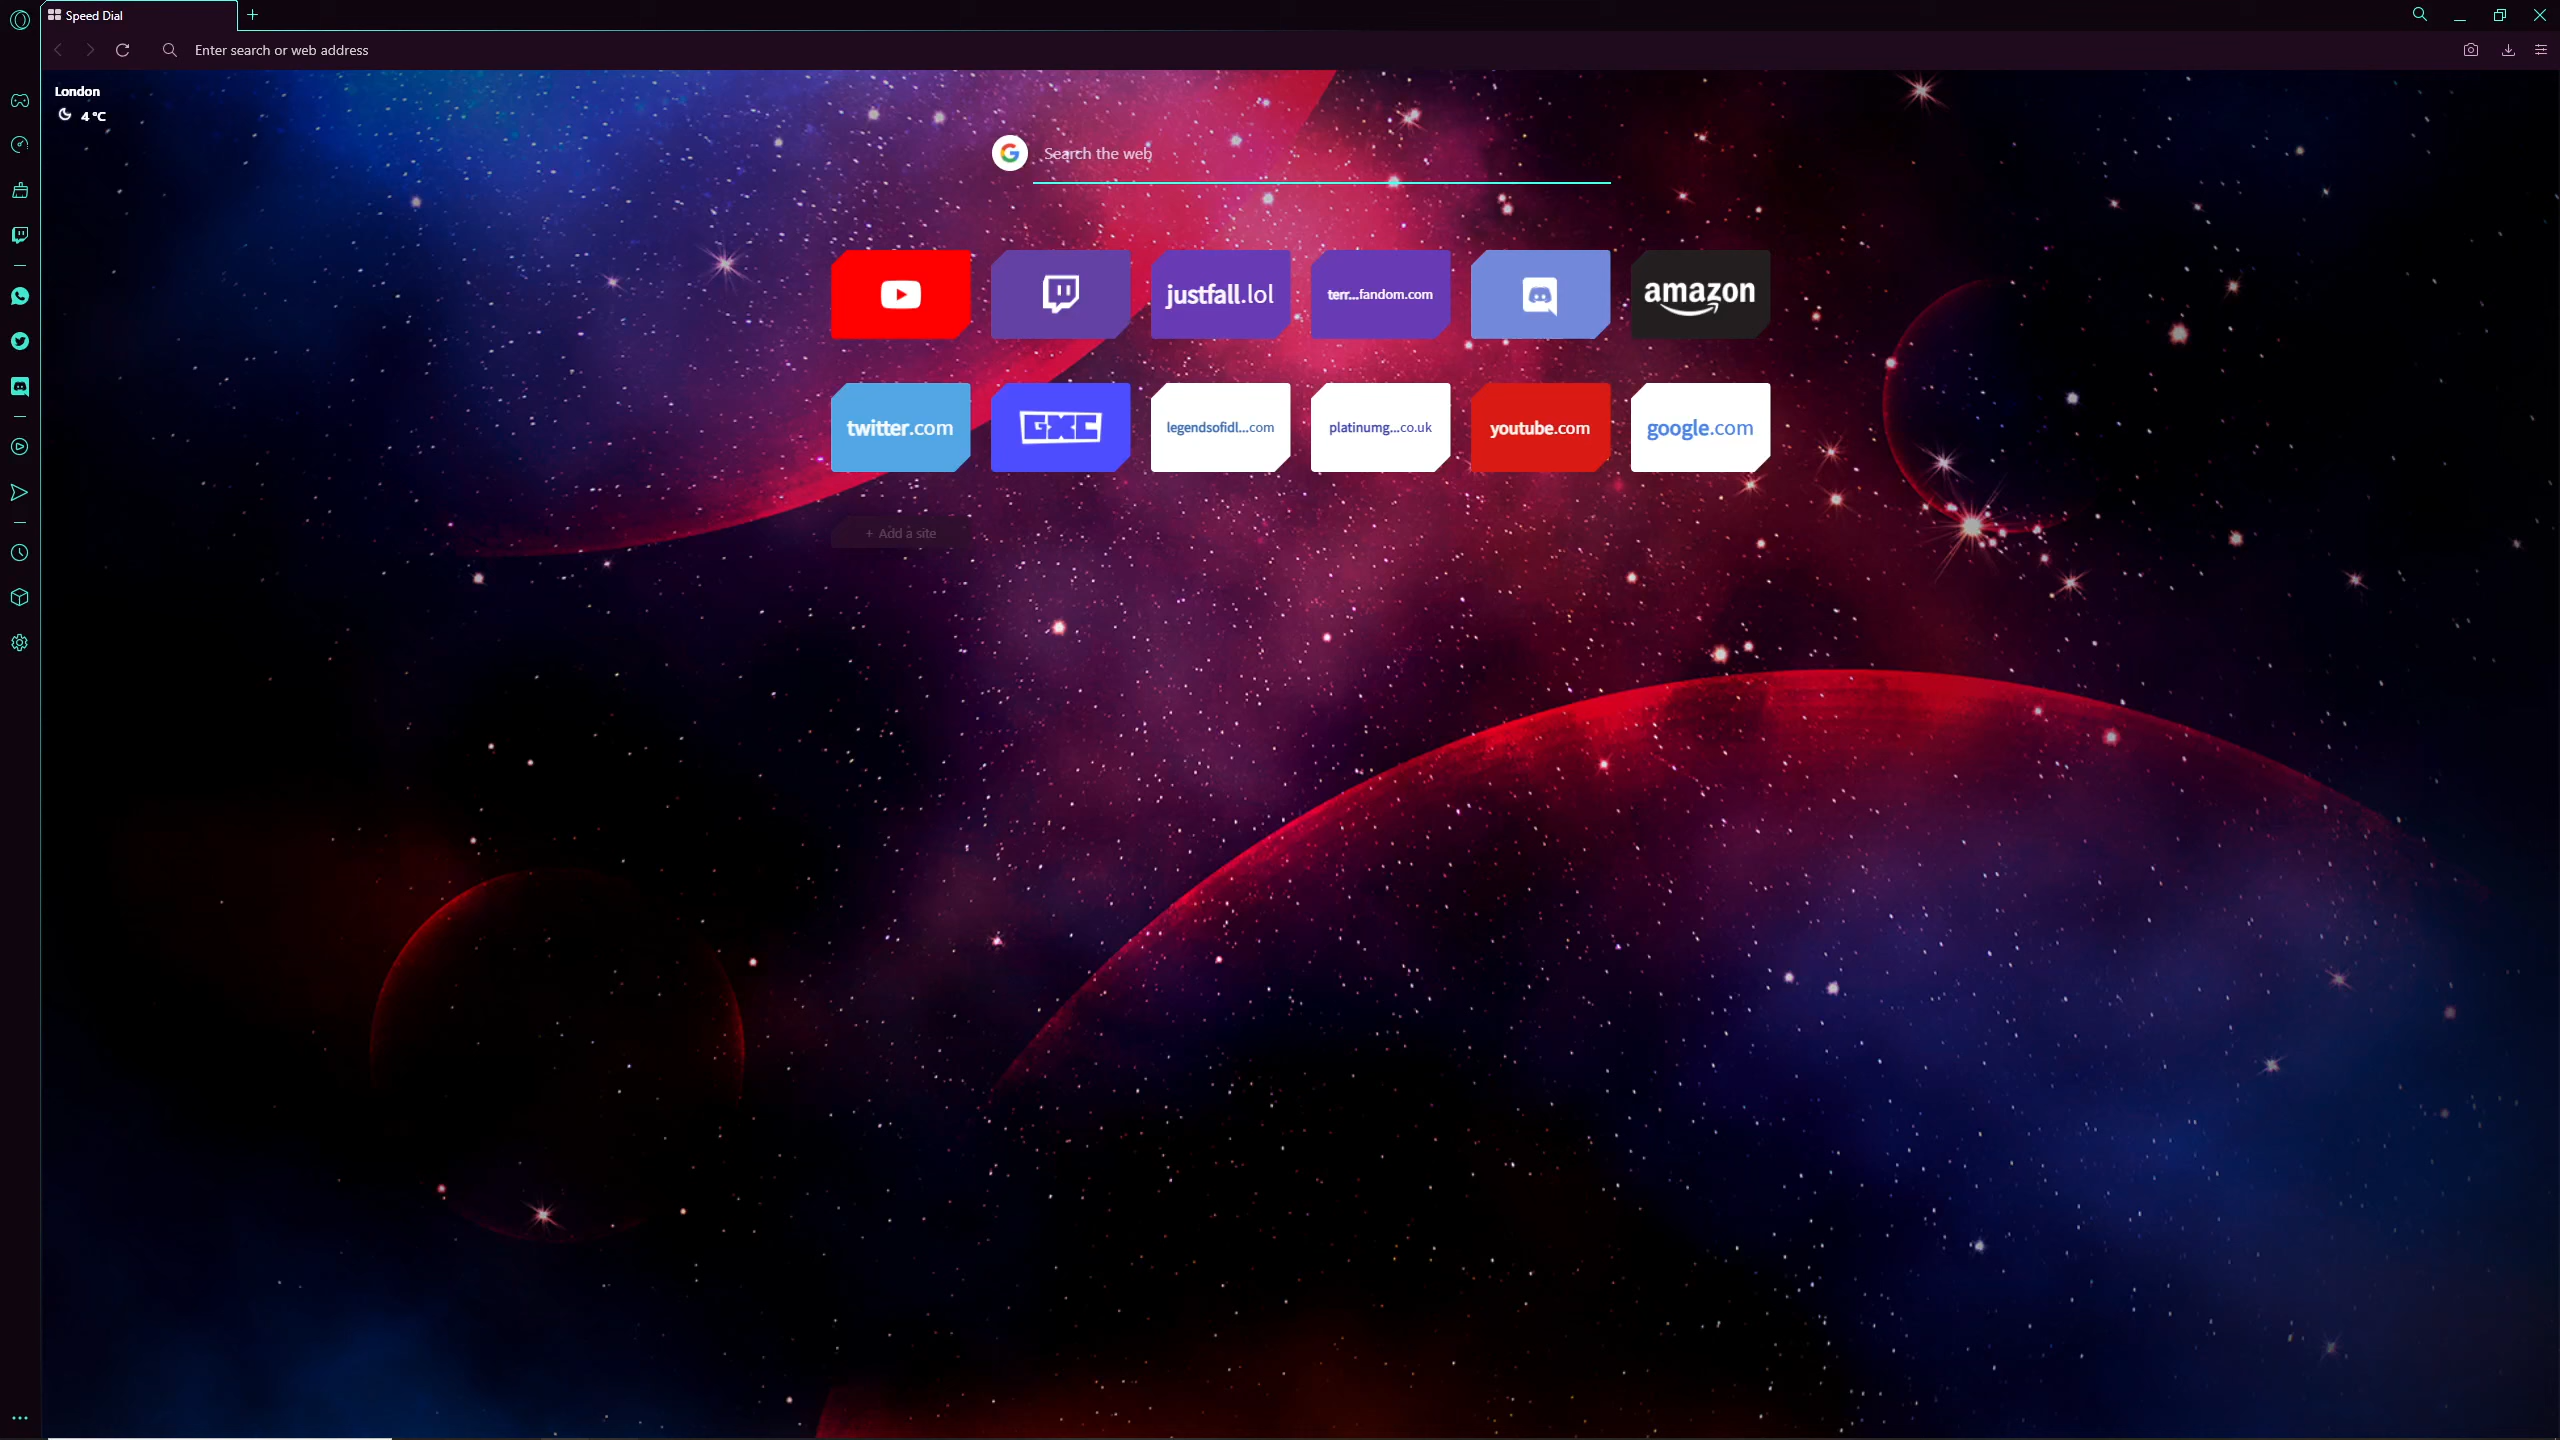 Speed Dial
Enter search or web address
London
4 °C
Search the web
justfall.lol
terr...fandom.com
amazon
twitter.com
GXC
legendsofidl...com
platinumg...co.uk
youtube.com
google.com
+ Add a site